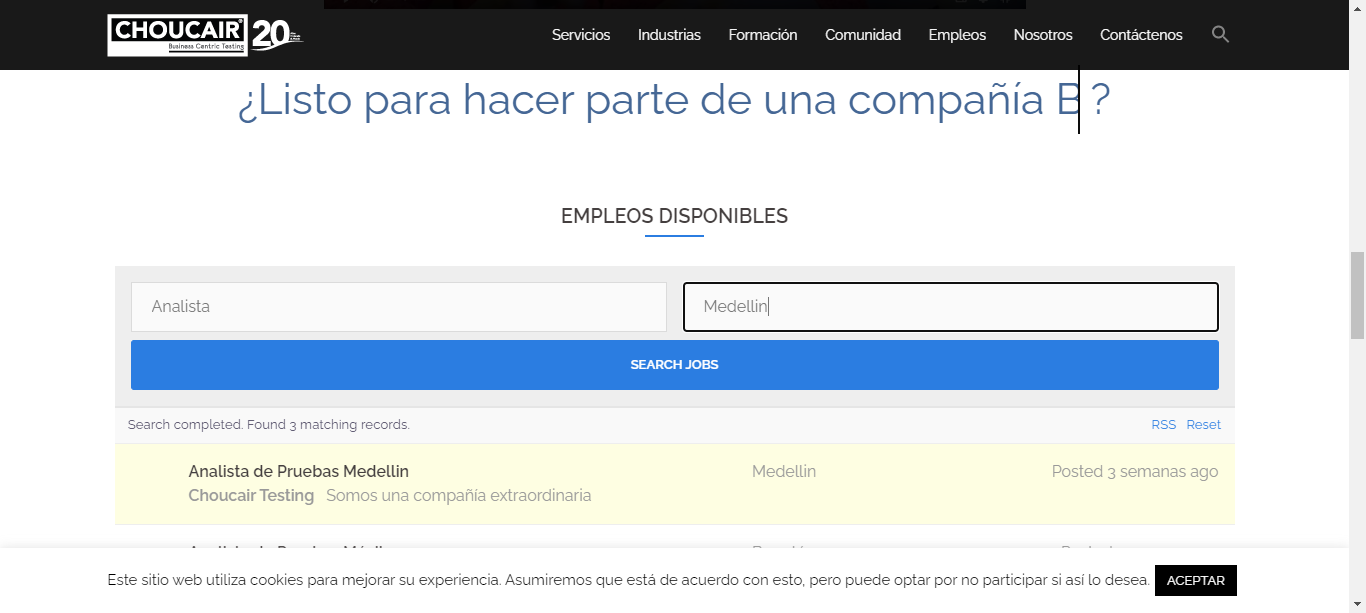 CHOUCAIR®
20
Business Centric Testing
Servicios Industrias Formación Comunidad Empleos Nosotros Contáctenos
¿Listo para hacer parte de una compañía B ?
EMPLEOS DISPONIBLES
Analista Medellin
SEARCH JOBS
Search completed. Found 3 matching records. RSS Reset
Analista de Pruebas Medellin Medellin Posted 3 semanas ago
Choucair Testing Somos una compañía extraordinaria
Este sitio web utiliza cookies para mejorar su experiencia. Asumiremos que está de acuerdo con esto, pero puede optar por no participar si así lo desea. ACEPTAR